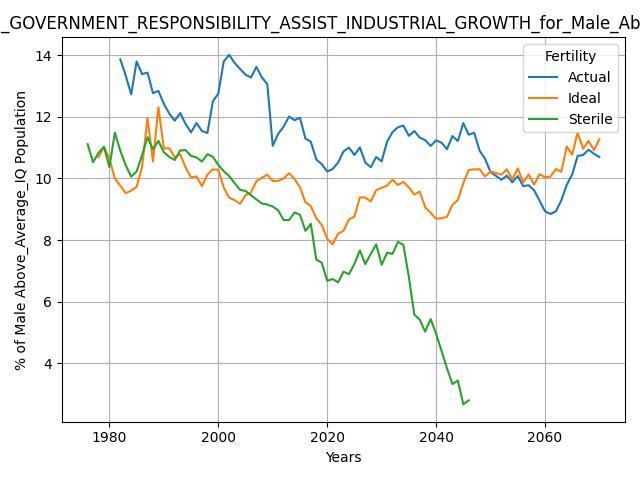 _GOVERNMENT_RESPONSIBILITY_ASSIST_INDUSTRIAL_GROWTH_for_Male_Ab
Fertility
Actual
Ideal
Sterile
% of Male Above_Average_IQ Population
14
12
10
8
6
4
1980 2000 2020 2040 2060
Years